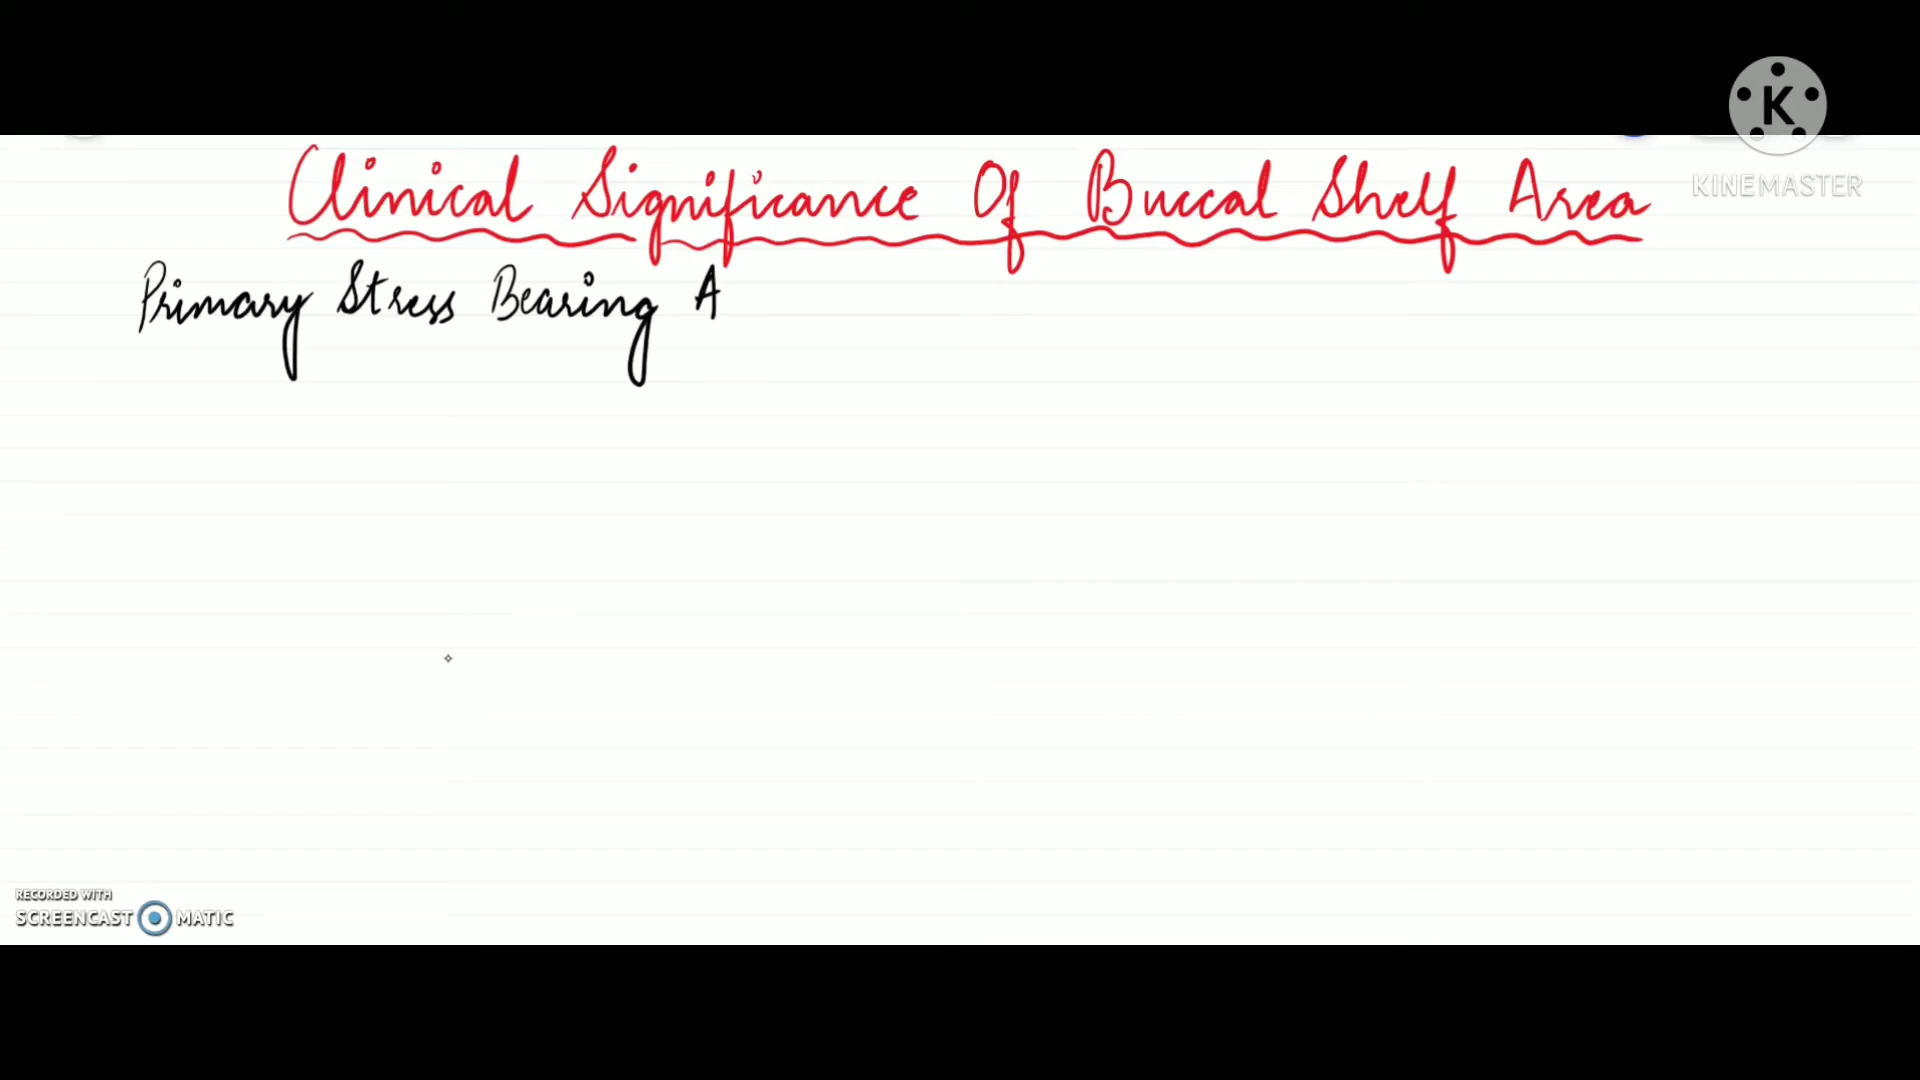 K
KINEMASTER
Clinical Significance Of Buccal Shelf Area
Primary Stress Bearing A
RECORDED WITH
SCREENCAST MATIC